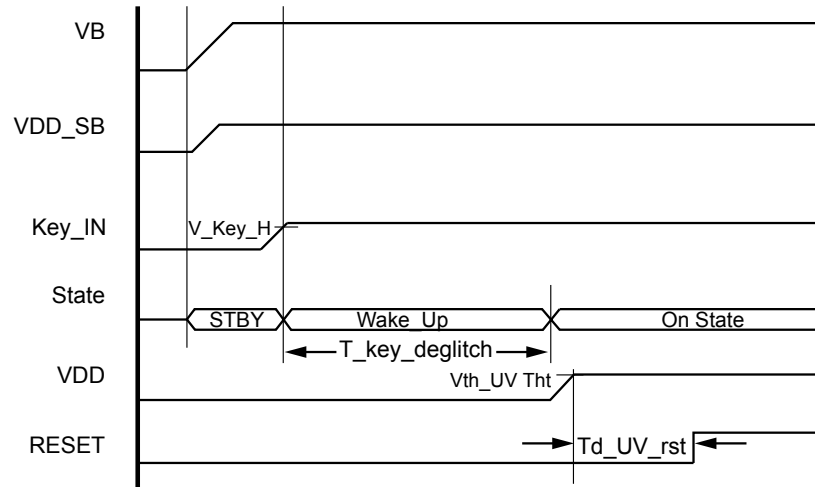 VB
VDD_SB
Key_IN
V_Key_H
State
STBY
Wake_Up
On State
T_key_deglitch
VDD
Vth_UV Tht
RESET
Td_UV_rst